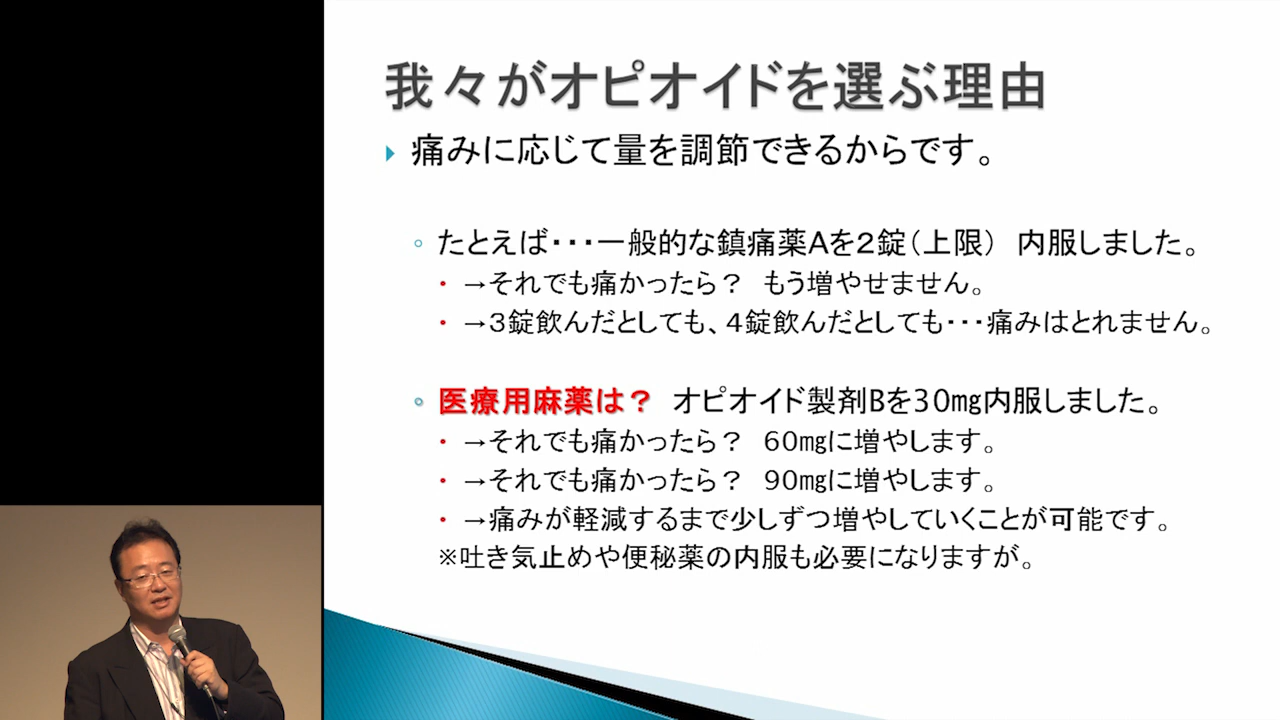 我々がオピオイドを選ぶ理由
痛みに応じて量を調節できるからです。
たとえば・・・一般的な鎮痛薬Aを２錠（上限）　内服しました。
→それでも痛かったら？　もう増やせません。
→３錠飲んだとしても、４錠飲んだとしても・・・痛みはとれません。
医療用麻薬は？　オピオイド製剤Bを30㎎内服しました。
→それでも痛かったら？　60㎎に増やします。
→それでも痛かったら？　90㎎に増やします。
→痛みが軽減するまで少しずつ増やしていくことが可能です。
※吐き気止めや便秘薬の内服も必要になりますが。